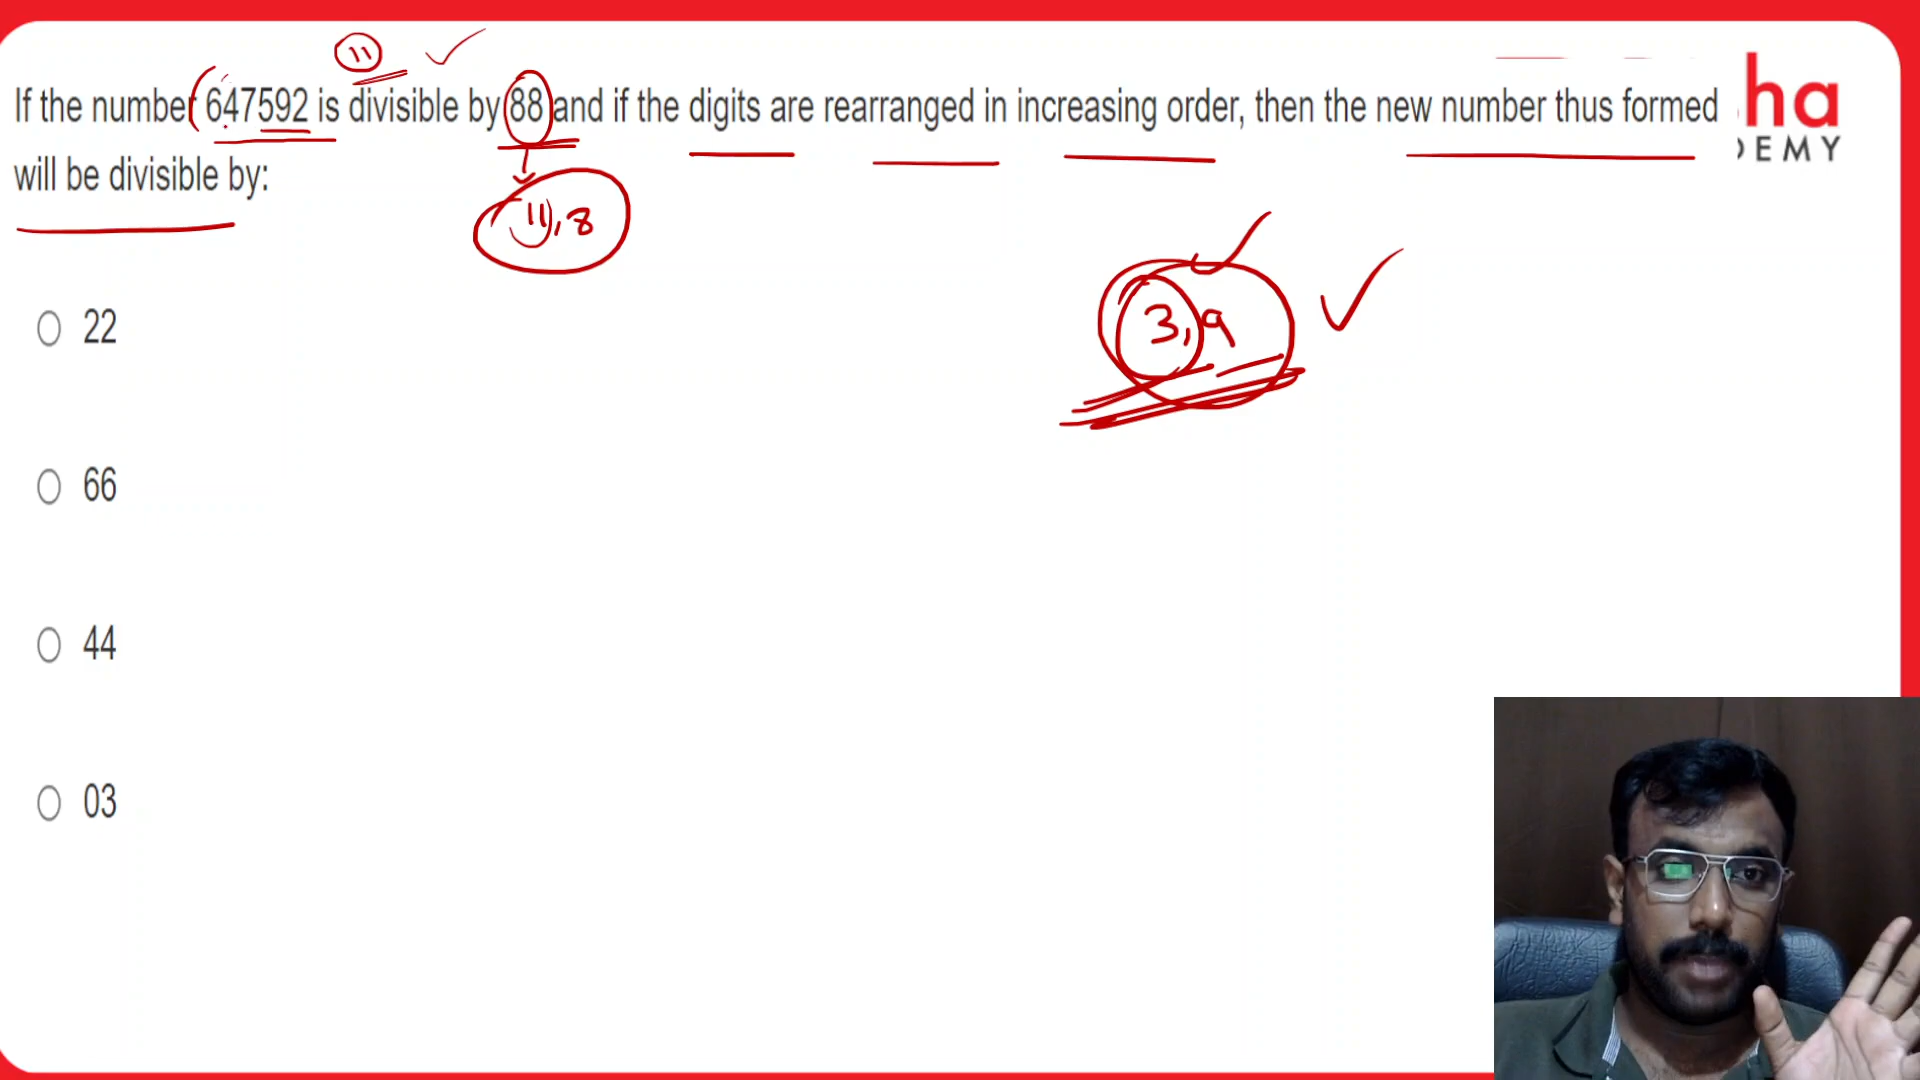 11
If the number 647592 is divisible by 88 and if the digits are rearranged in increasing order, then the new number thus formed
will be divisible by:
ha
DEMY
11, 8
3, 9
22
66
44
03